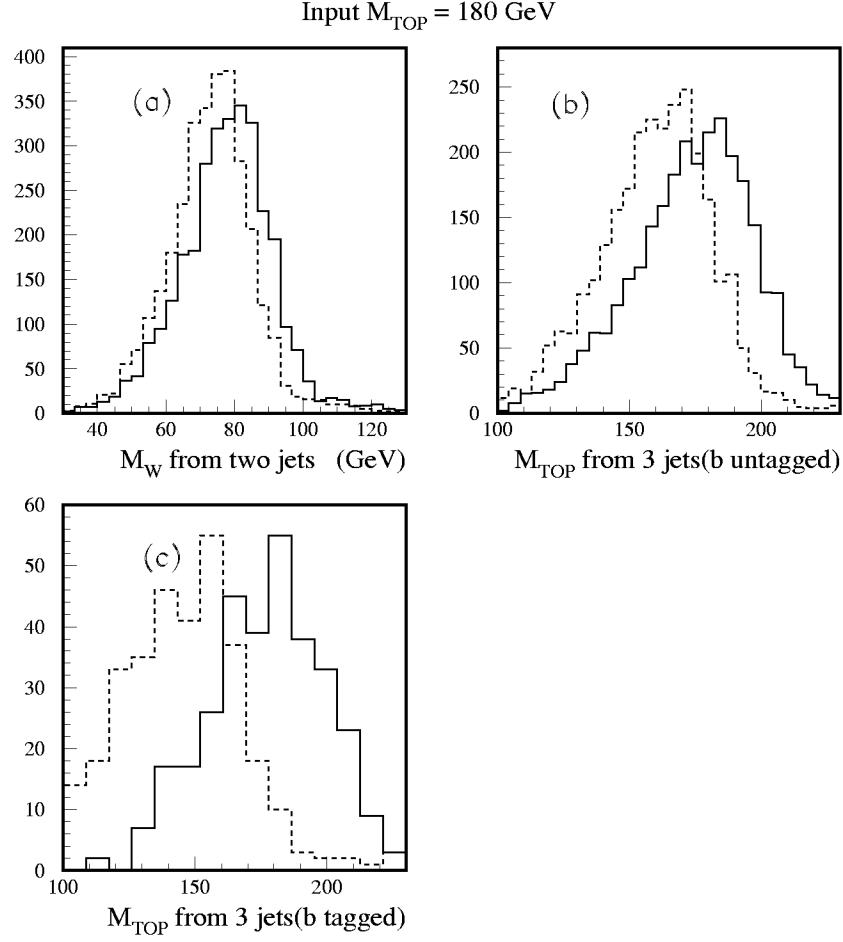 Input M_TOP = 180 GeV
(a)
400
350
300
250
200
150
100
50
0
40 60 80 100 120
M_W from two jets (GeV)
(b)
250
200
150
100
50
0
100 150 200
M_TOP from 3 jets(b untagged)
(c)
60
50
40
30
20
10
0
100 150 200
M_TOP from 3 jets(b tagged)